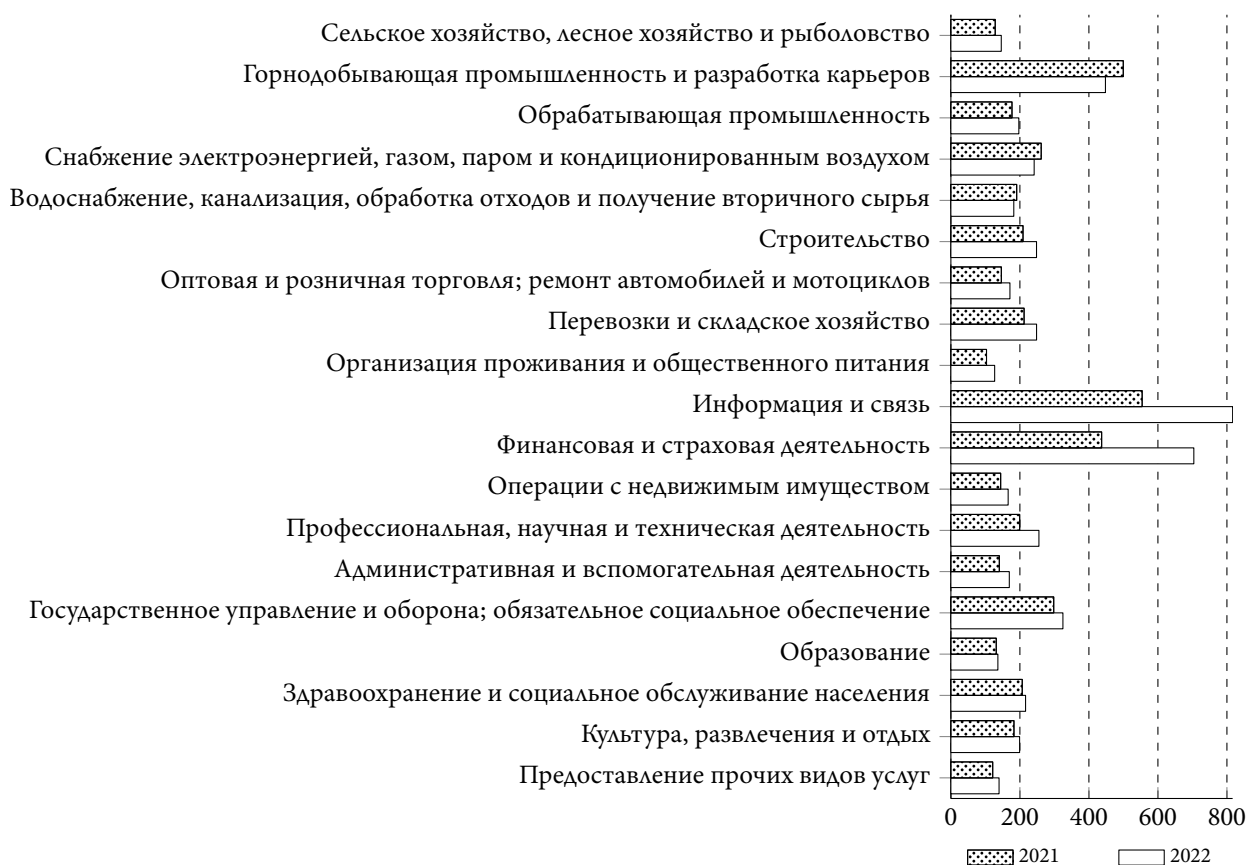 Сельское хозяйство, лесное хозяйство и рыболовство
Горнодобывающая промышленность и разработка карьеров
Обрабатывающая промышленность
Снабжение электроэнергией, газом, паром и кондиционированным воздухом
Водоснабжение, канализация, обработка отходов и получение вторичного сырья
Строительство
Оптовая и розничная торговля; ремонт автомобилей и мотоциклов
Перевозки и складское хозяйство
Организация проживания и общественного питания
Информация и связь
Финансовая и страховая деятельность
Операции с недвижимым имуществом
Профессиональная, научная и техническая деятельность
Административная и вспомогательная деятельность
Государственное управление и оборона; обязательное социальное обеспечение
Образование
Здравоохранение и социальное обслуживание населения
Культура, развлечения и отдых
Предоставление прочих видов услуг
0 200 400 600 800
2021 2022